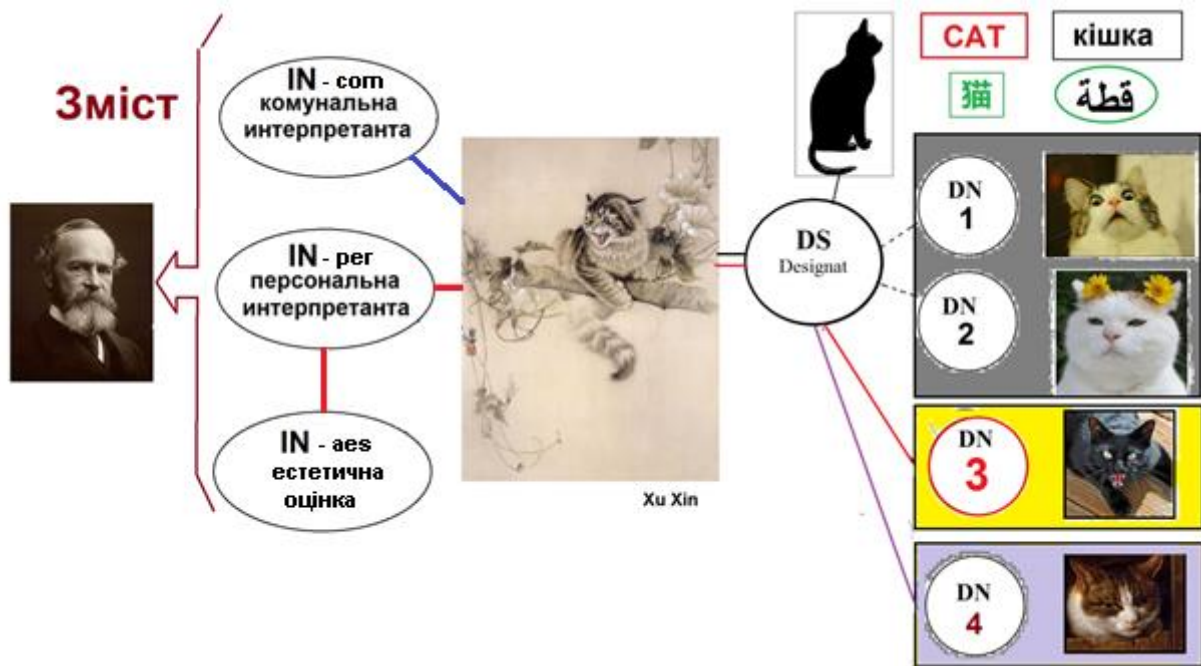 Зміст
IN - com
комунальна
интерпретанта
IN - per
персональна
интерпретанта
IN - aes
естетична
оцінка
Xu Xin
DS
Designat
CAT
кішка
猫
قطة
DN
1
DN
2
DN
3
DN
4